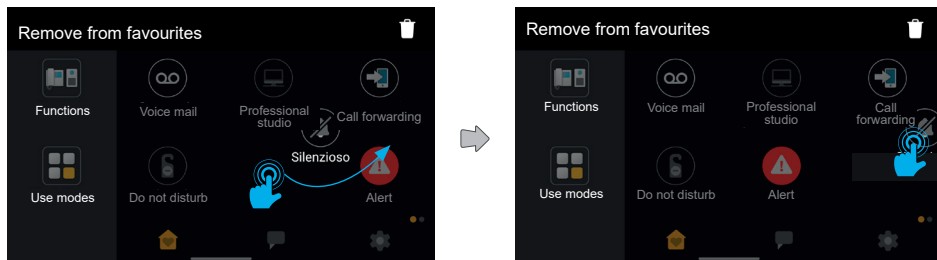 Remove from favourites
Functions
Voice mail
Professional
studio
Call forwarding
Silenzioso
Use modes
Do not disturb
Alert
Remove from favourites
Functions
Voice mail
Professional
studio
Call
forwarding
Use modes
Do not disturb
Alert